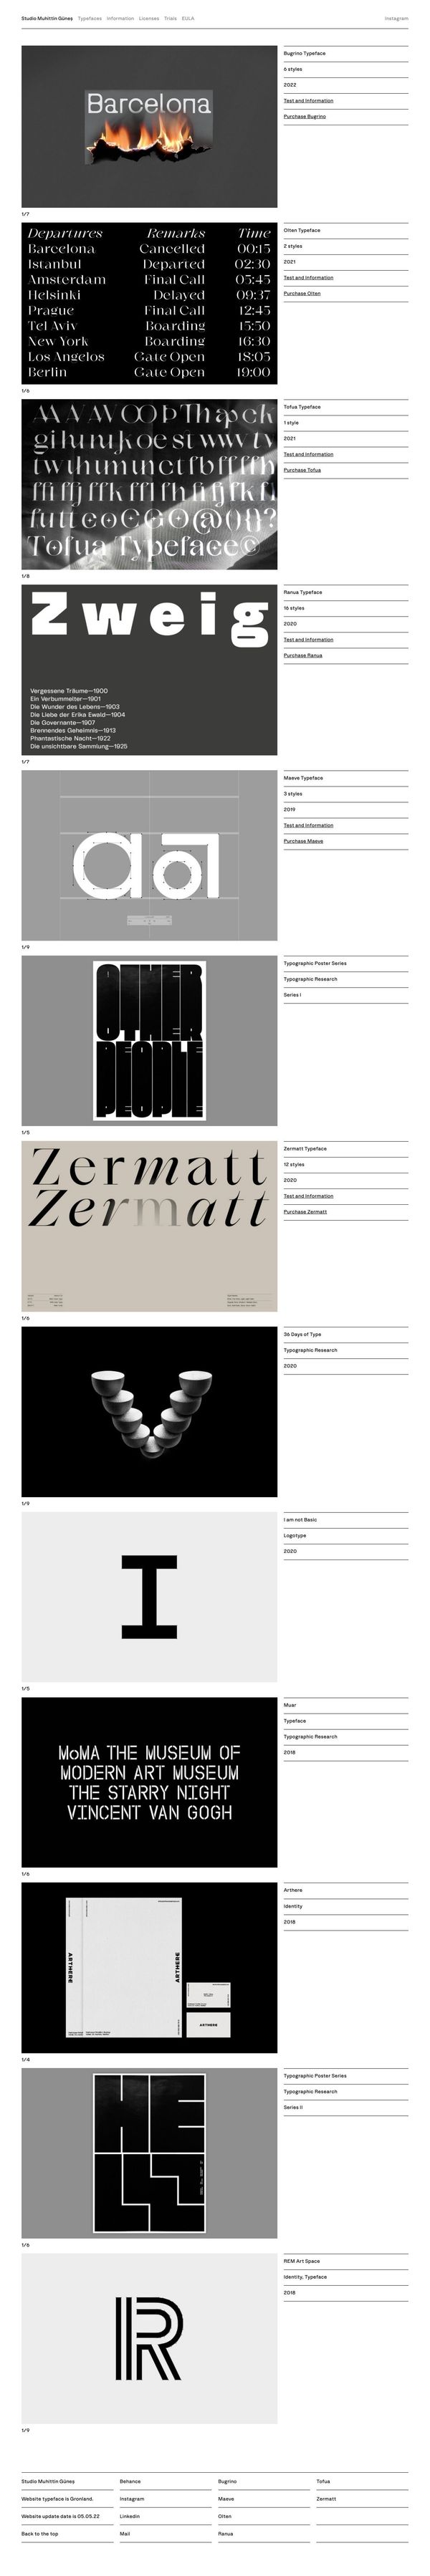 Studio Muhittin Güneş Typefaces Information Licenses Trials EULA Instagram
Barcelona
Bugrino Typeface
6 styles
2022
Test and Information
Purchase Bugrino
1/7
Departures Remarks Time
Barcelona Cancelled 00:15
Istanbul Departed 02:30
Amsterdam Final Call 05:45
Helsinki Delayed 09:37
Prague Final Call 12:45
Tel Aviv Boarding 15:50
New York Boarding 16:30
Los Angelos Gate Open 18:05
Berlin Gate Open 19:00
Olten Typeface
2 styles
2021
Test and Information
Purchase Olten
1/6
Tofua Typeface©
Tofua Typeface
1 style
2021
Test and Information
Purchase Tofua
1/8
Zweig
Vergessene Träume—1900
Ein Verbummelter—1901
Die Wunder des Lebens—1903
Die Liebe der Erika Ewald—1904
Die Governante—1907
Brennendes Geheimnis—1913
Phantastische Nacht—1922
Die unsichtbare Sammlung—1925
Ranua Typeface
16 styles
2020
Test and Information
Purchase Ranua
1/7
aa
Maeve Typeface
3 styles
2019
Test and Information
Purchase Maeve
1/9
OTHER
PEOPLE
Typographic Poster Series
Typographic Research
Series I
1/5
Zermatt
Zermatt
Zermatt Typeface
12 styles
2020
Test and Information
Purchase Zermatt
1/6
36 Days of Type
Typographic Research
2020
1/9
I
I am not Basic
Logotype
2020
1/5
MoMA THE MUSEUM OF
MODERN ART MUSEUM
THE STARRY NIGHT
VINCENT VAN GOGH
Muar
Typeface
Typographic Research
2018
1/6
ARTHERE
ARTHERE
ARTHERE
Arthere
Identity
2018
1/4
Typographic Poster Series
Typographic Research
Series II
1/6
R
REM Art Space
Identity, Typeface
2018
1/9
Studio Muhittin Güneş Behance Bugrino Tofua
Website typeface is Gronland. Instagram Maeve Zermatt
Website update date is 05.05.22 Linkedin Olten
Back to the top Mail Ranua